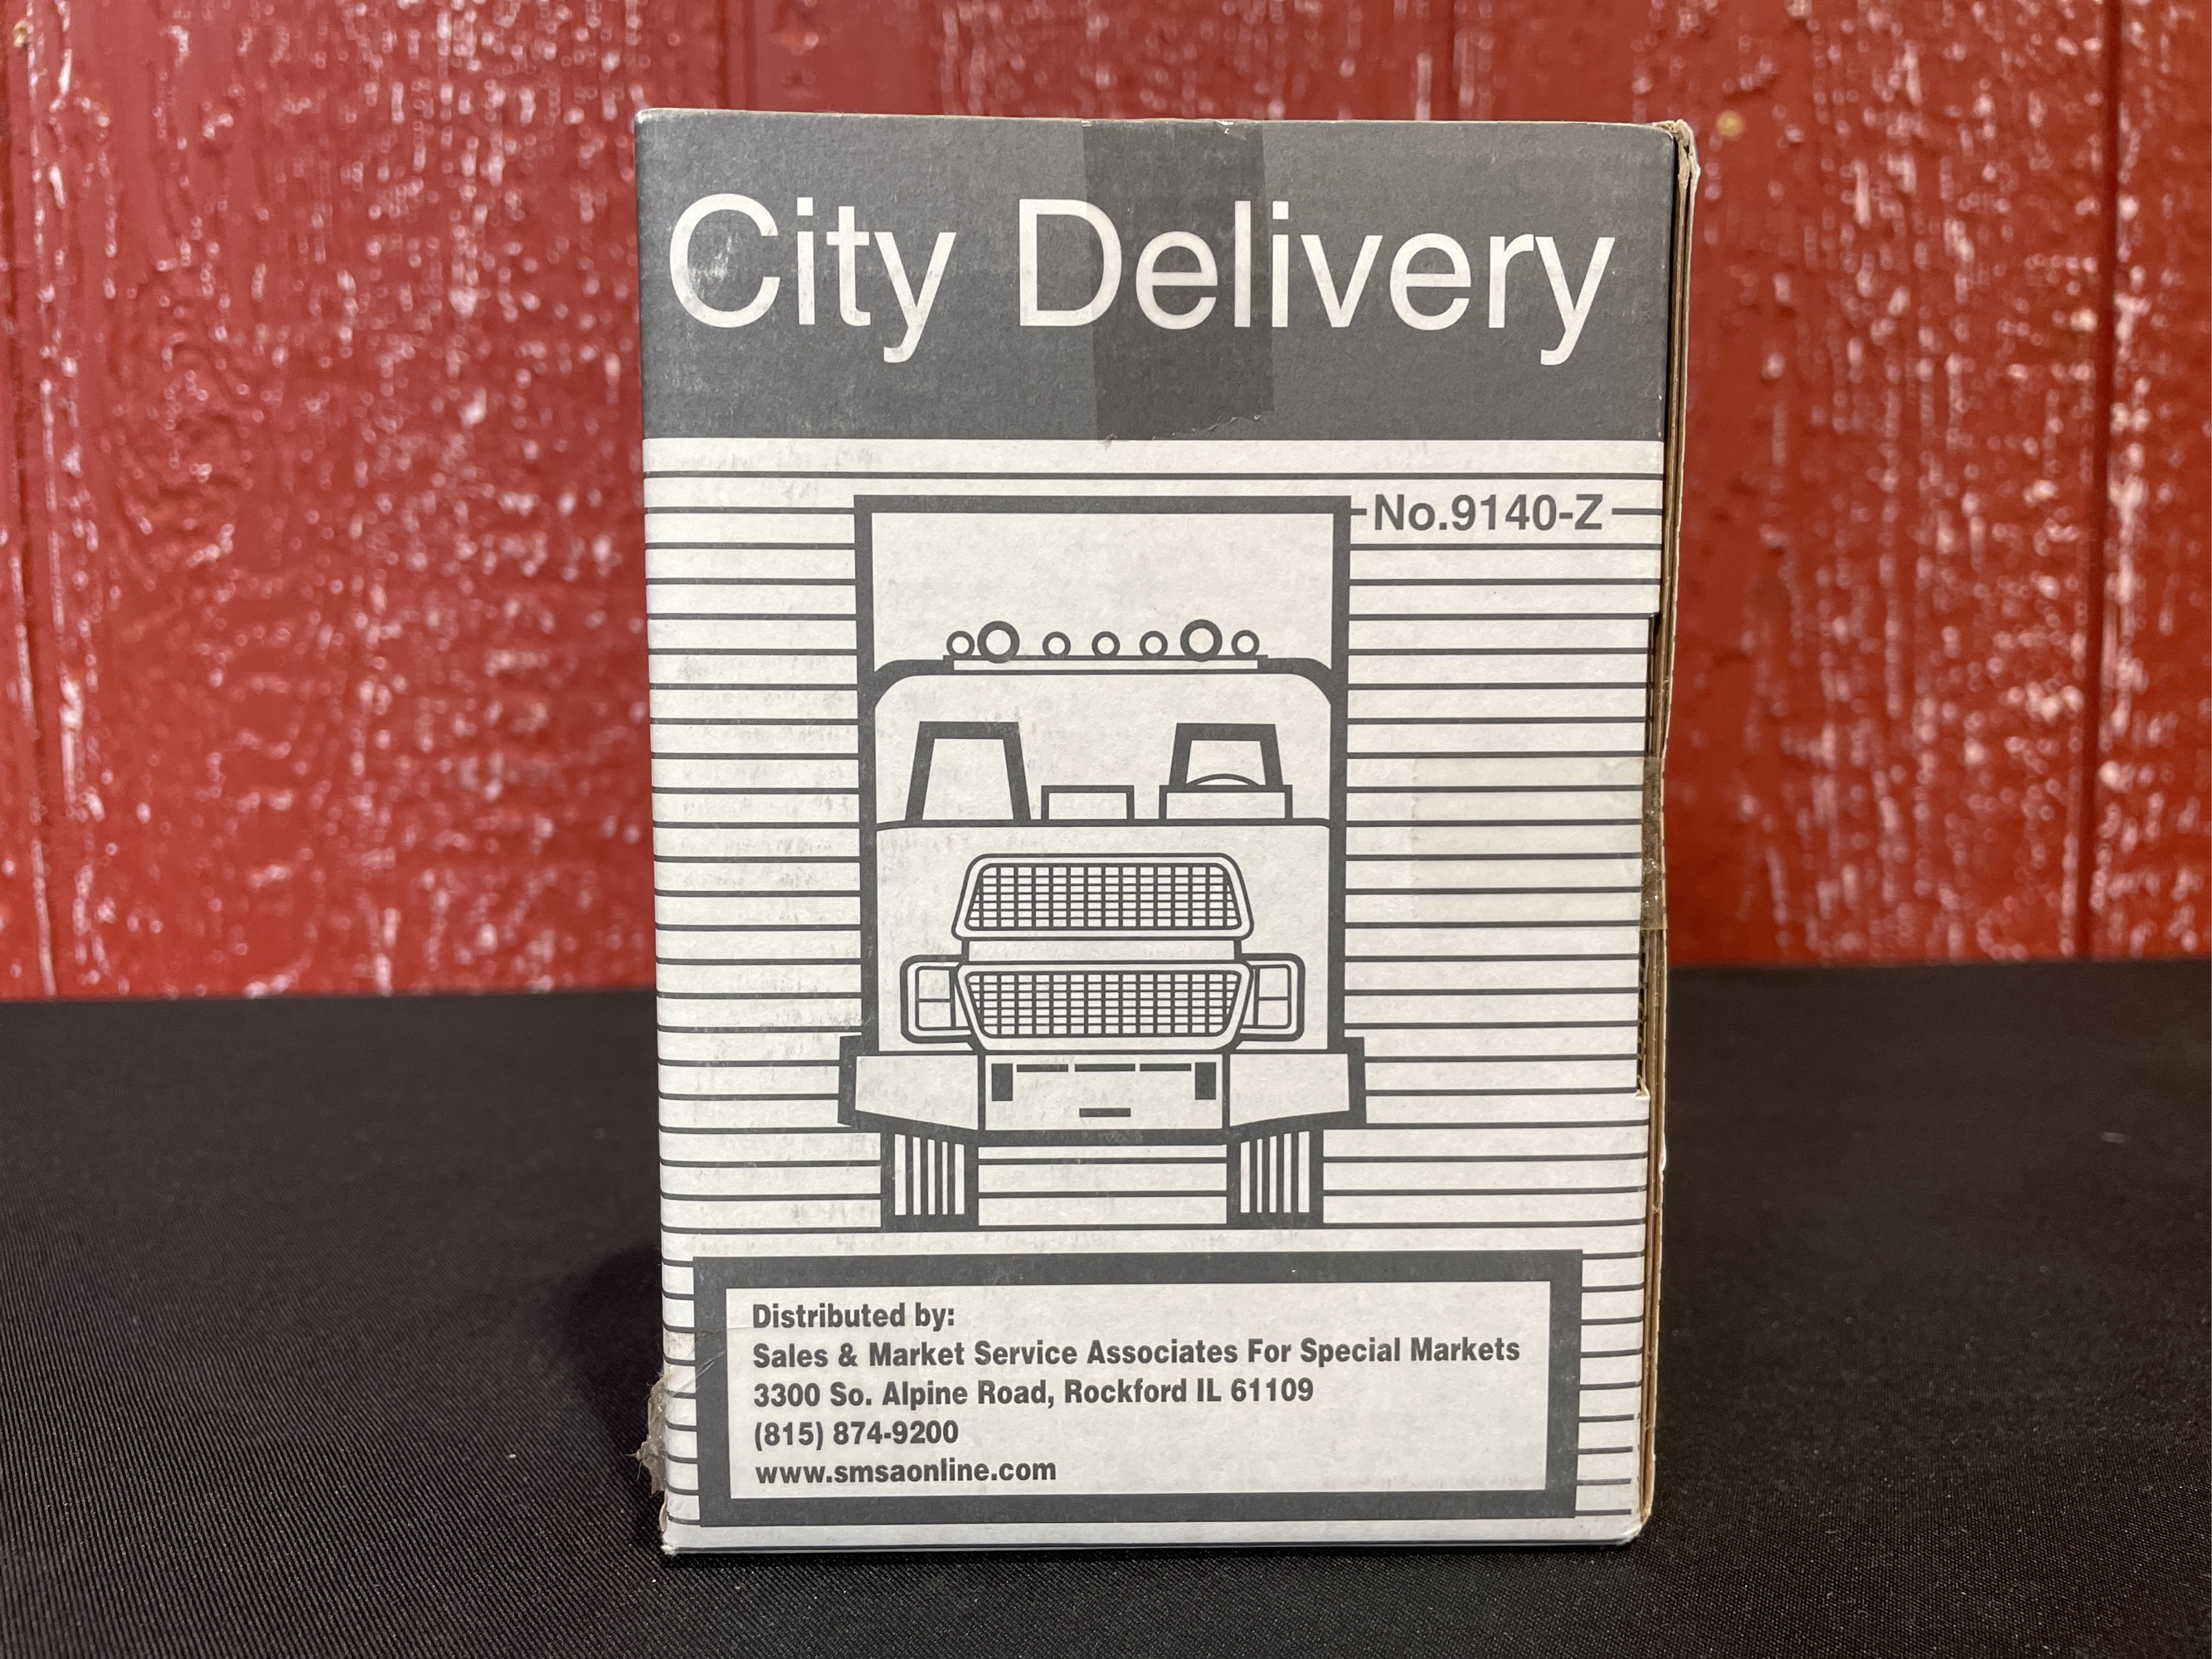 City Delivery
No.9140-Z
Distributed by:
Sales & Market Service Associates For Special Markets
3300 So. Alpine Road, Rockford IL 61109
(815) 874-9200
www.smsaonline.com